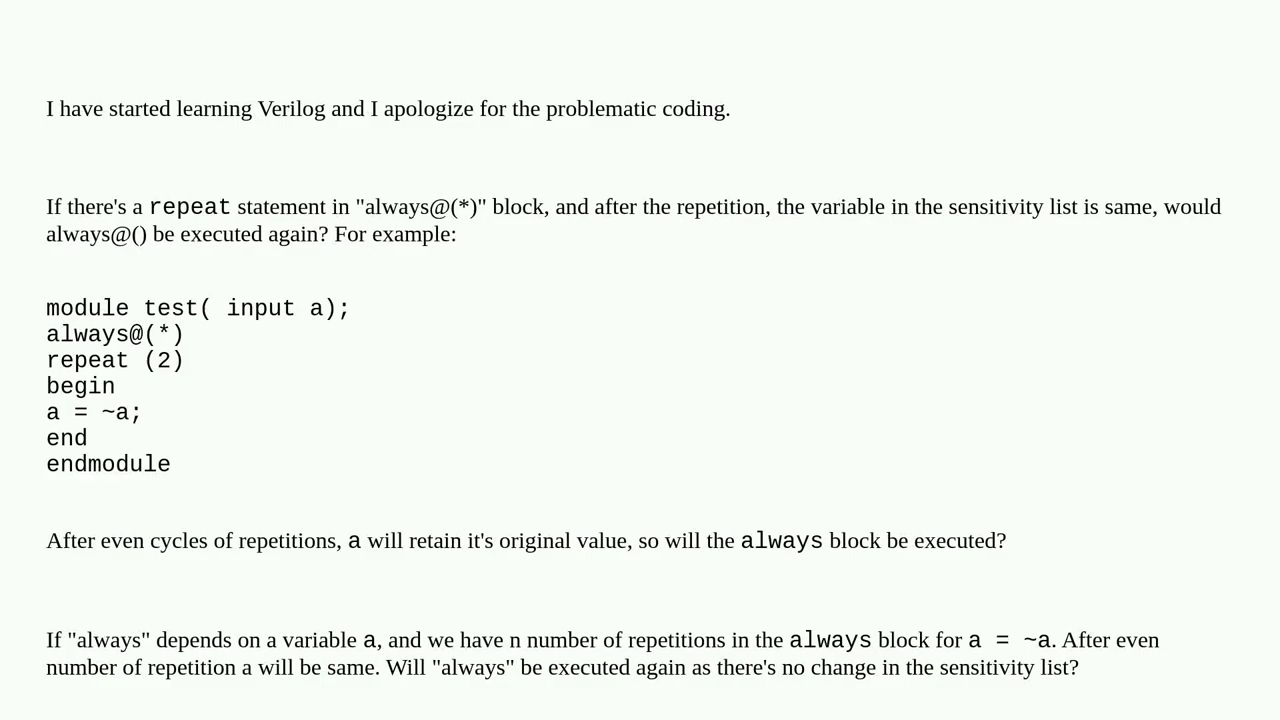 I have started learning Verilog and I apologize for the problematic coding.
If there's a repeat statement in "always@(*)" block, and after the repetition, the variable in the sensitivity list is same, would
always@() be executed again? For example:
module test( input a);
always@(*)
repeat (2)
begin
a = ~a;
end
endmodule
After even cycles of repetitions, a will retain it's original value, so will the always block be executed?
If "always" depends on a variable a, and we have n number of repetitions in the always block for a = ~a. After even
number of repetition a will be same. Will "always" be executed again as there's no change in the sensitivity list?